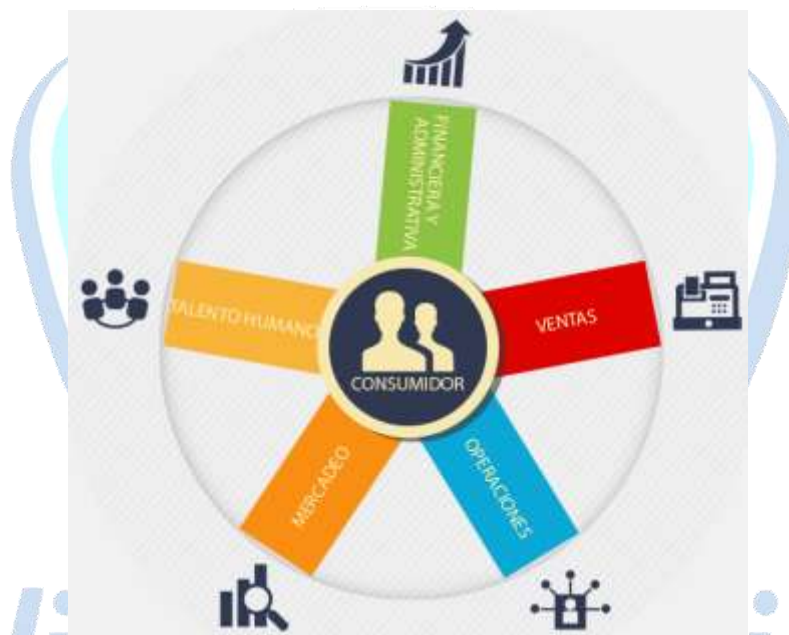 FINANCIERA Y
ADMINISTRATIVA
TALENTO HUMANO
VENTAS
CONSUMIDOR
MERCADEO
OPERACIONES